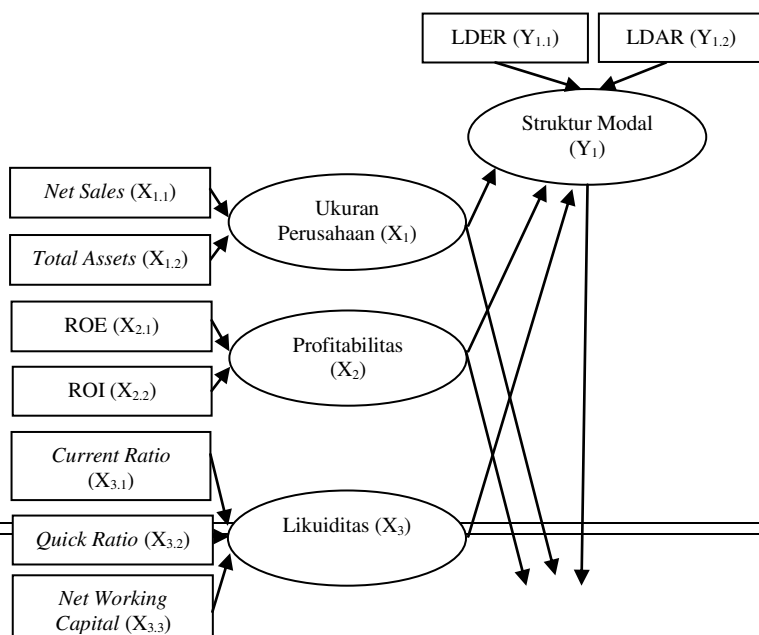 LDER (Y1.1)
LDAR (Y1.2)
Struktur Modal
(Y1)
Net Sales (X1.1)
Ukuran
Perusahaan (X1)
Total Assets (X1.2)
ROE (X2.1)
Profitabilitas
(X2)
ROI (X2.2)
Current Ratio
(X3.1)
Likuiditas (X3)
Quick Ratio (X3.2)
Net Working
Capital (X3.3)